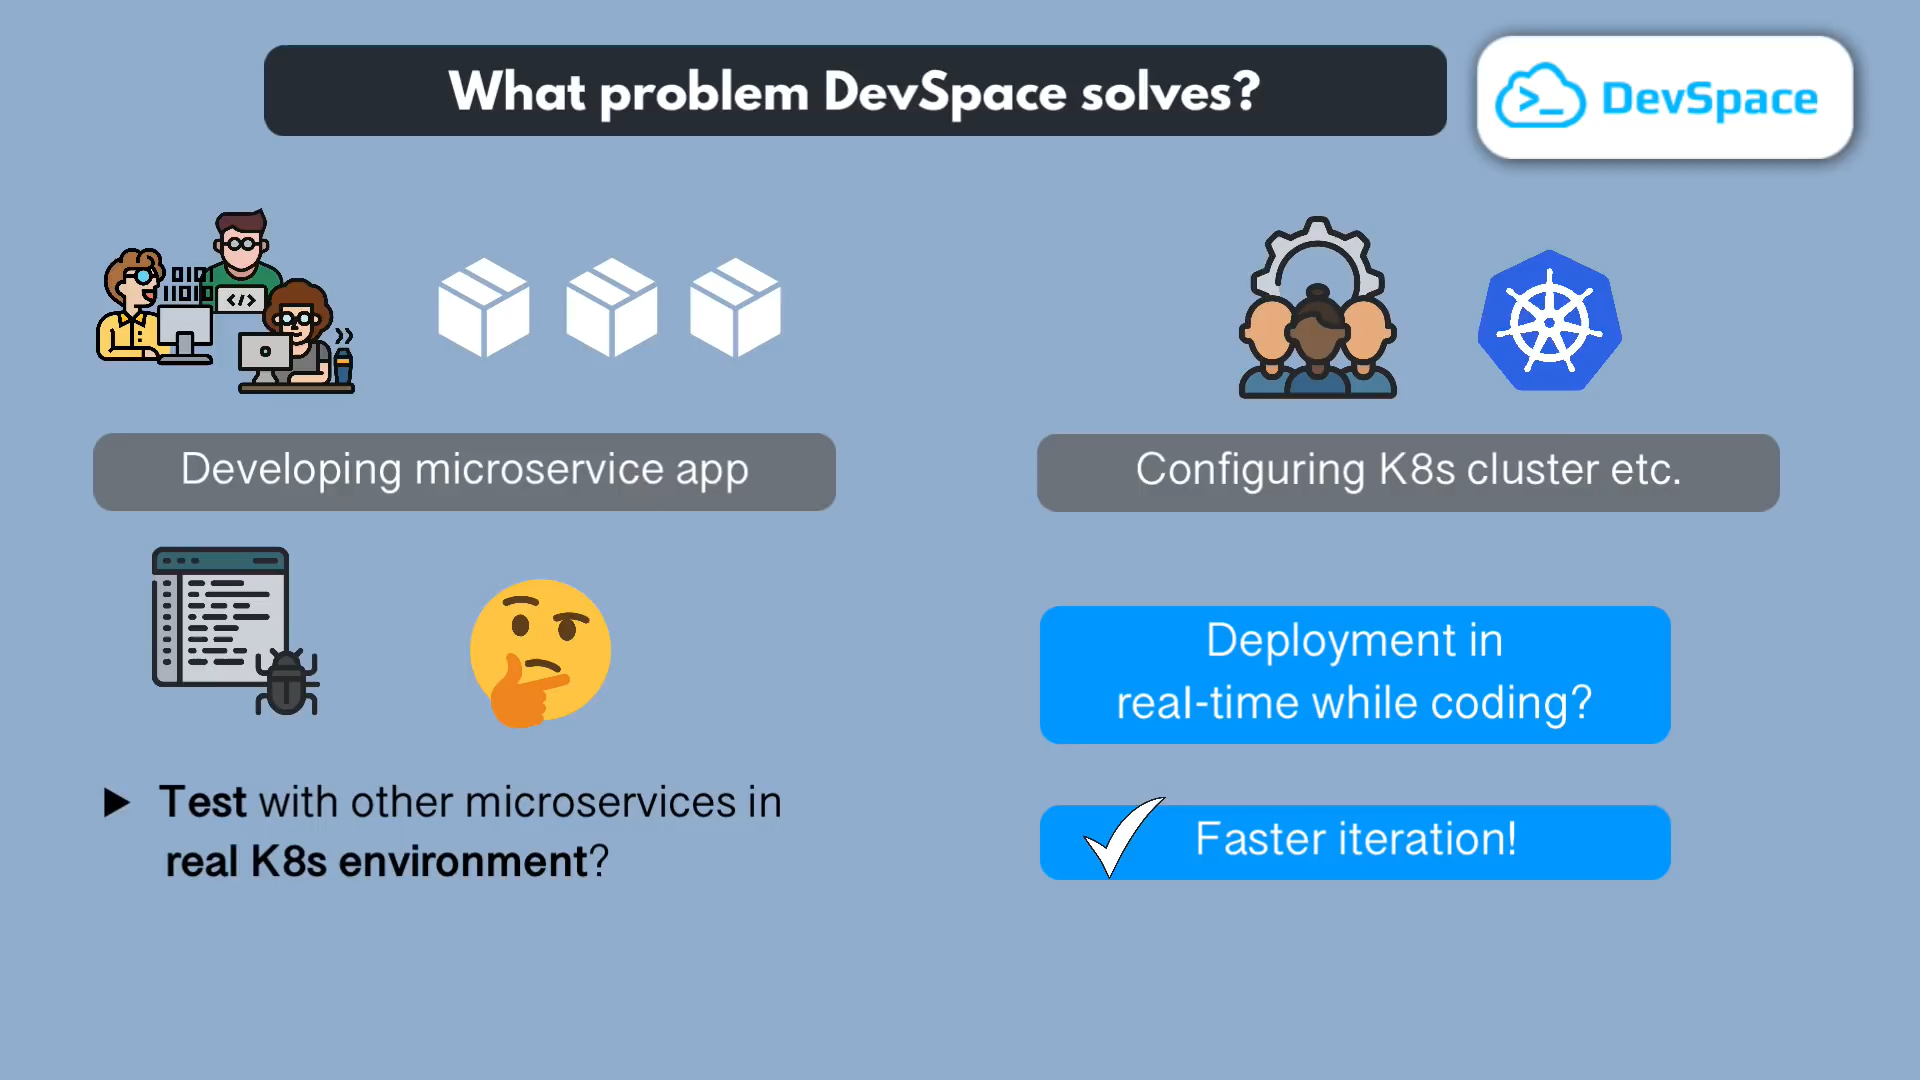 What problem DevSpace solves?
>_ DevSpace
</>
Developing microservice app
Configuring K8s cluster etc.
Deployment in
real-time while coding?
▶ Test with other microservices in
real K8s environment?
Faster iteration!